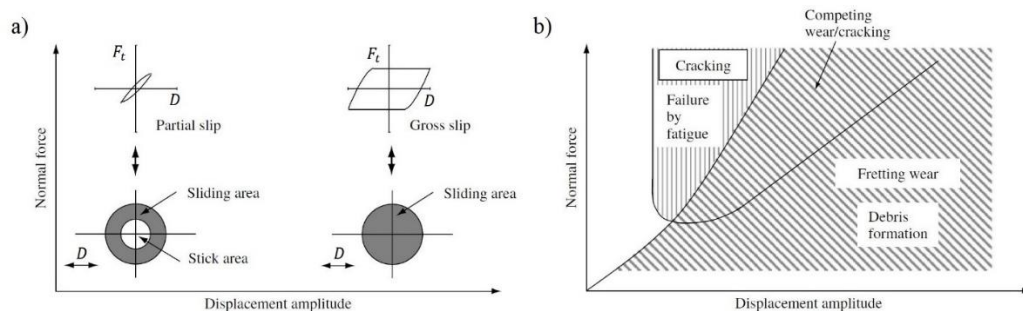 a)
F_t
D
Partial slip
F_t
D
Gross slip
Sliding area
Stick area
D
Sliding area
D
Normal force
Displacement amplitude
b)
Competing
wear/cracking
Cracking
Failure
by
fatigue
Fretting wear
Debris
formation
Normal force
Displacement amplitude